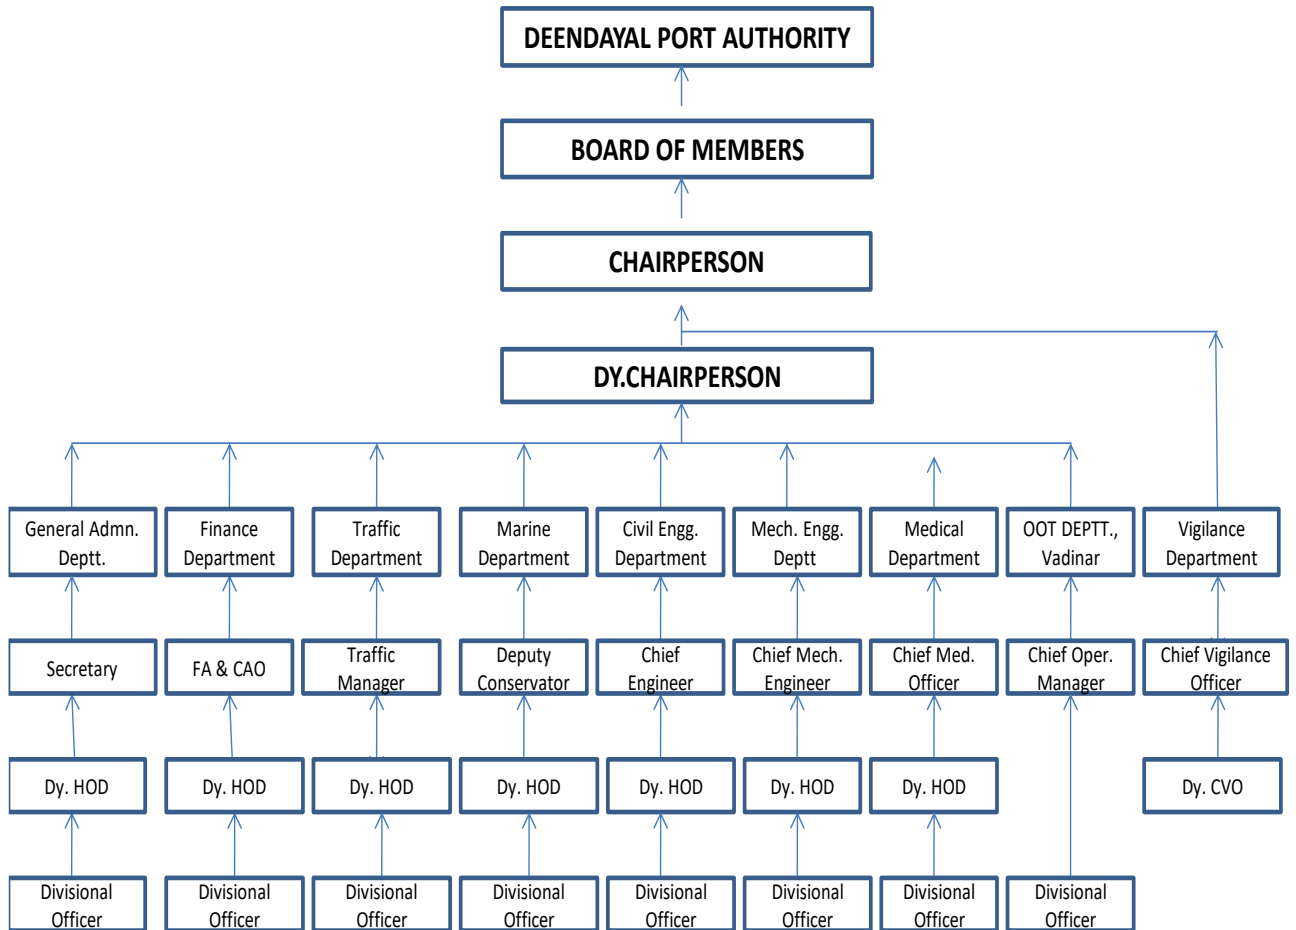 DEENDAYAL PORT AUTHORITY
BOARD OF MEMBERS
CHAIRPERSON
DY.CHAIRPERSON
General Admn.
Deptt.
Finance
Department
Traffic
Department
Marine
Department
Civil Engg.
Department
Mech. Engg.
Deptt
Medical
Department
OOT DEPTT.,
Vadinar
Vigilance
Department
Secretary
FA & CAO
Traffic
Manager
Deputy
Conservator
Chief
Engineer
Chief Mech.
Engineer
Chief Med.
Officer
Chief Oper.
Manager
Chief Vigilance
Officer
Dy. HOD
Dy. HOD
Dy. HOD
Dy. HOD
Dy. HOD
Dy. HOD
Dy. HOD
Dy. CVO
Divisional
Officer
Divisional
Officer
Divisional
Officer
Divisional
Officer
Divisional
Officer
Divisional
Officer
Divisional
Officer
Divisional
Officer